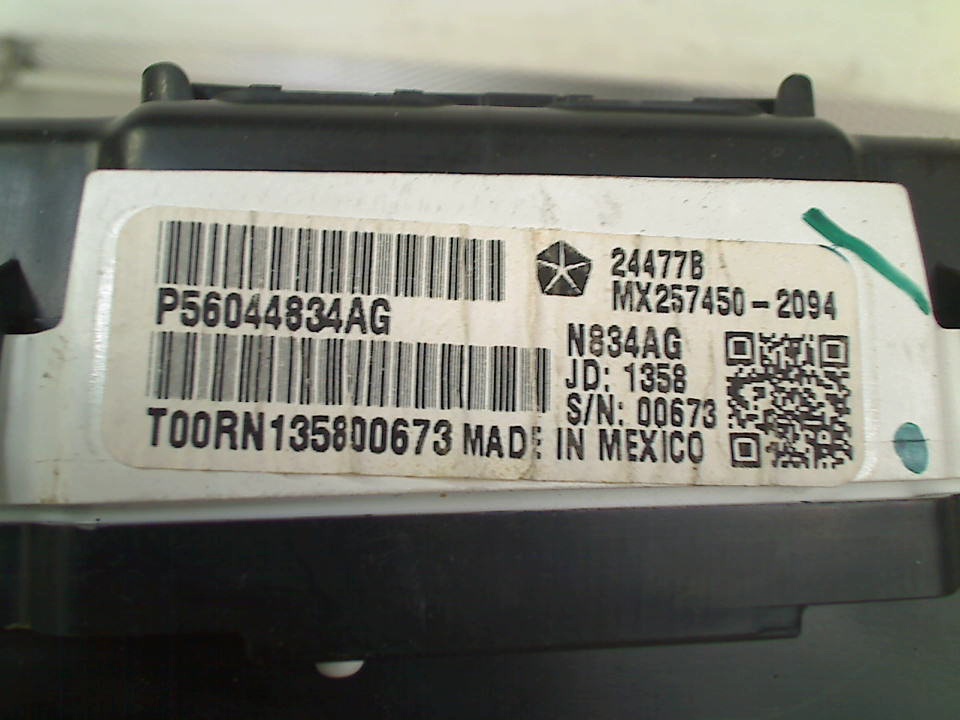 P56044834AG
T00RN135800673 MADE IN MEXICO
24477B
MX257450-2094
N834AG
JD: 1358
S/N: 00673